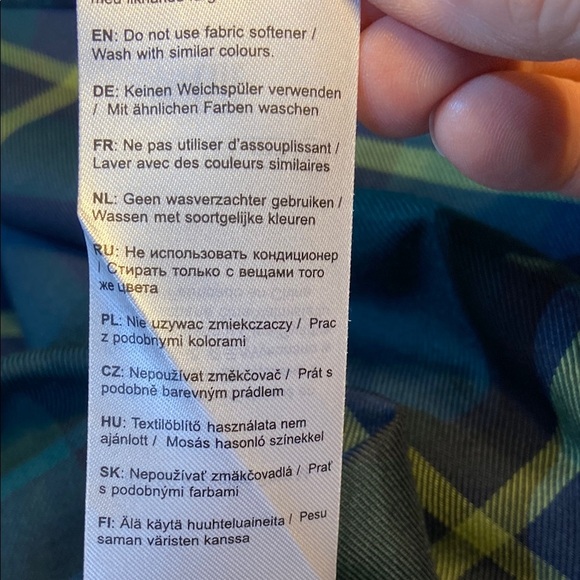 EN: Do not use fabric softener /
Wash with similar colours.
DE: Keinen Weichspüler verwenden
/ Mit ähnlichen Farben waschen
FR: Ne pas utiliser d'assouplissant /
Laver avec des couleurs similaires
NL: Geen wasverzachter gebruiken /
Wassen met soortgelijke kleuren
RU: Не использовать кондиционер
/ Стирать только с вещами того
же цвета
PL: Nie uzywac zmiekczaczy / Prac
z podobnymi kolorami
CZ: Nepoužívat změkčovač / Prát s
podobně barevným prádlem
HU: Textilöblítő használata nem
ajánlott / Mosás hasonló színekkel
SK: Nepoužívať zmäkčovadlá / Prať
s podobnými farbami
FI: Älä käytä huuhteluaineita / Pesu
saman väristen kanssa